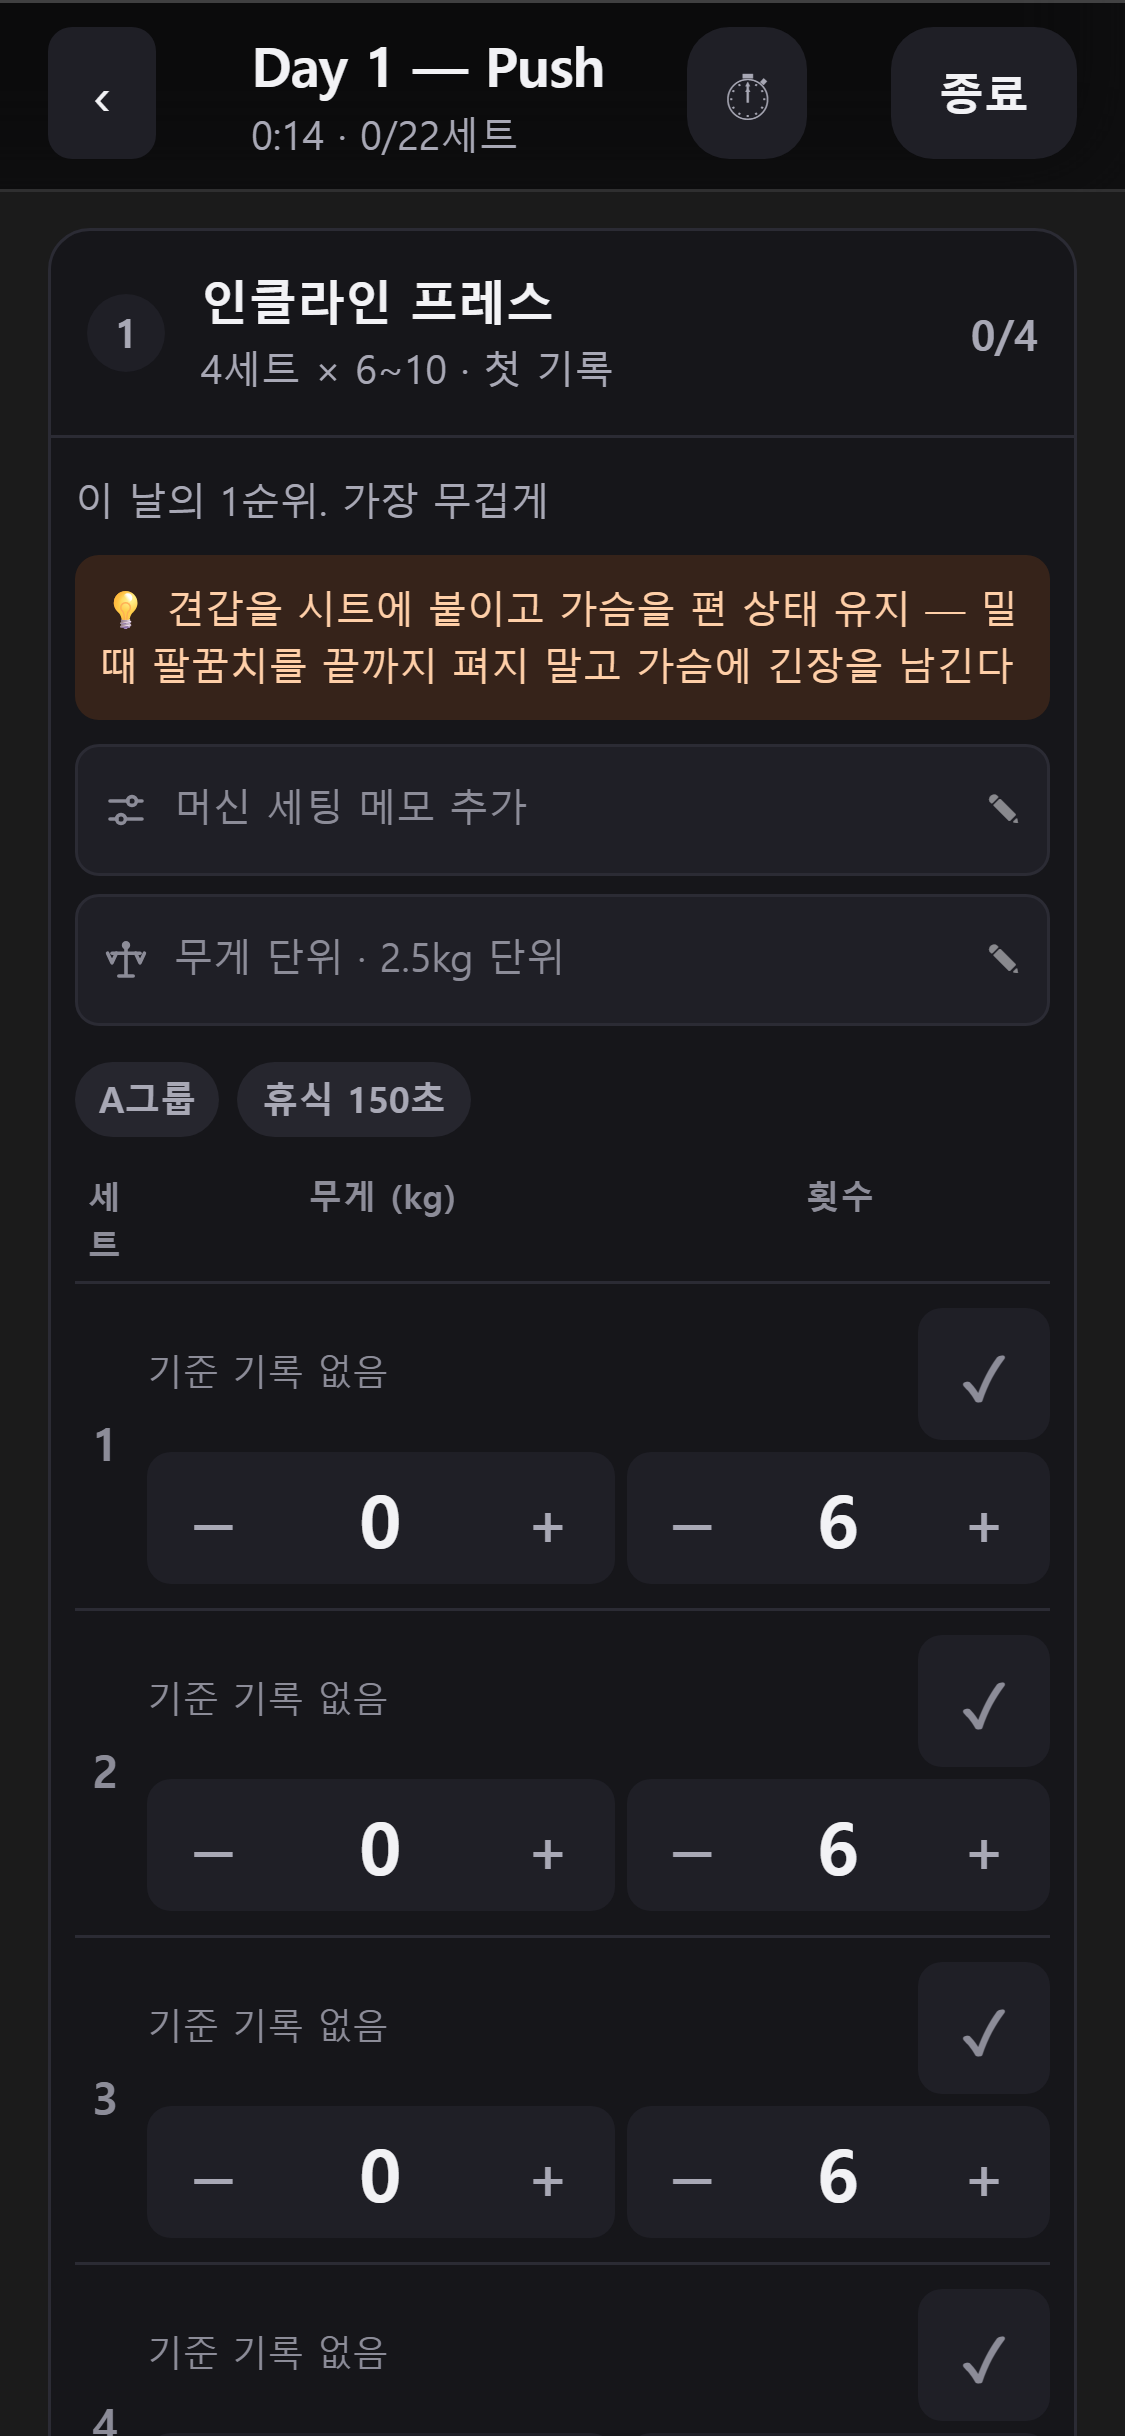 ‹
Day 1 — Push
0:14 · 0/22세트
종료
1
인클라인 프레스
4세트 × 6~10 · 첫 기록
0/4
이 날의 1순위. 가장 무겁게
💡 견갑을 시트에 붙이고 가슴을 편 상태 유지 — 밀
때 팔꿈치를 끝까지 펴지 말고 가슴에 긴장을 남긴다
머신 세팅 메모 추가
무게 단위 · 2.5kg 단위
A그룹 휴식 150초
세트 무게 (kg) 횟수
기준 기록 없음 ✓
1
— 0 + — 6 +
기준 기록 없음 ✓
2
— 0 + — 6 +
기준 기록 없음 ✓
3
— 0 + — 6 +
기준 기록 없음 ✓
4